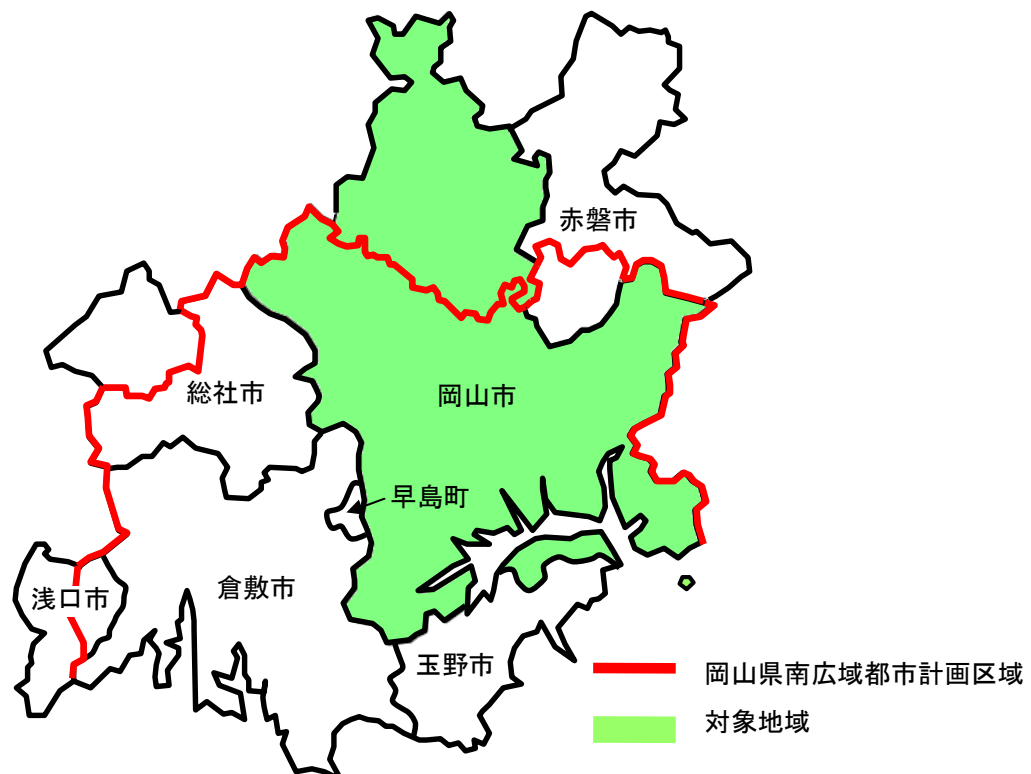 赤磐市
総社市
岡山市
早島町
倉敷市
浅口市
玉野市
岡山県南広域都市計画区域
対象地域